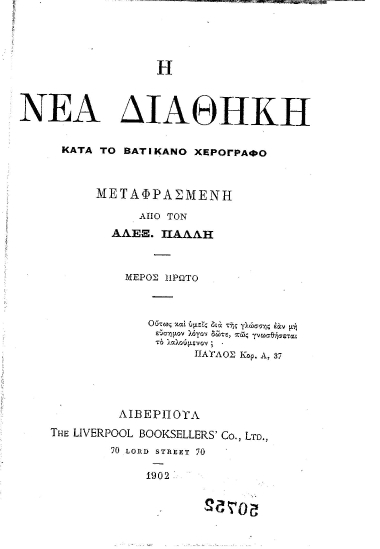 Η
ΝΕΑ ΔΙΑΘΗΚΗ
ΚΑΤΑ ΤΟ ΒΑΤΙΚΑΝΟ ΧΕΡΟΓΡΑΦΟ
ΜΕΤΑΦΡΑΣΜΕΝΗ
ΑΠΟ ΤΟΝ
ΑΛΕΞ. ΠΑΛΛΗ
ΜΕΡΟΣ ΠΡΩΤΟ
Οὕτως καὶ ὑμεῖς διὰ τῆς γλώσσης ἐὰν μὴ
εὔσημον λόγον δῶτε, πῶς γνωσθήσεται
τὸ λαλούμενον ;
ΠΑΥΛΟΣ Κορ. Α, 37
ΛΙΒΕΡΠΟΥΛ
THE LIVERPOOL BOOKSELLERS' CO., LTD.,
70 LORD STREET 70
1902
50752